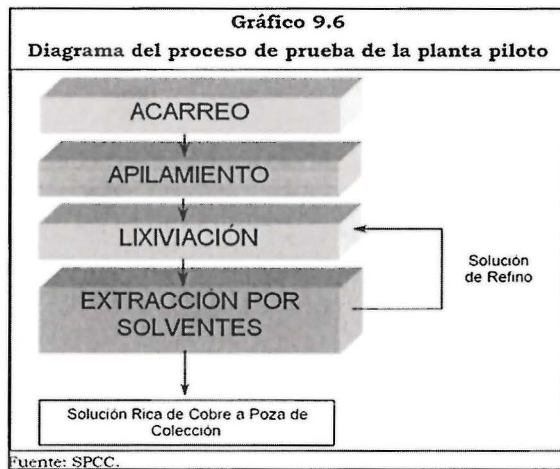 Gráfico 9.6
Diagrama del proceso de prueba de la planta piloto
ACARREO
APILAMIENTO
LIXIVIACIÓN
Solución
de Refino
EXTRACCIÓN POR
SOLVENTES
Solución Rica de Cobre a Poza de
Colección
Fuente: SPCC.